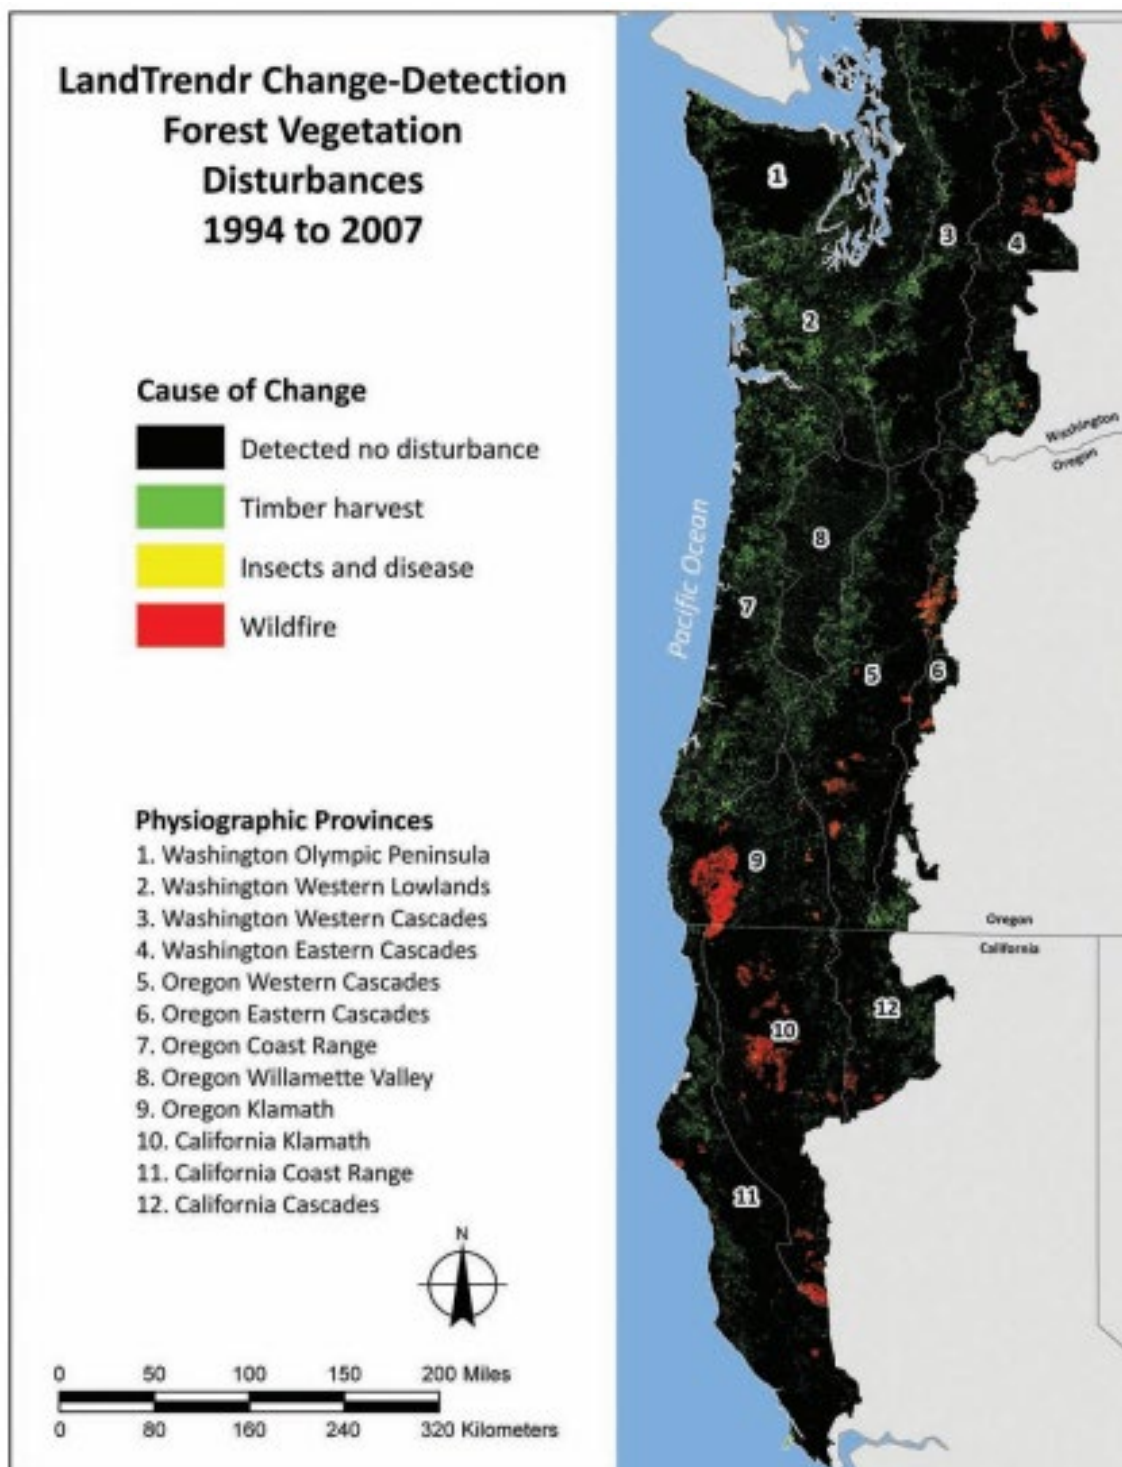 LandTrendr Change-Detection
Forest Vegetation
Disturbances
1994 to 2007
Cause of Change
Detected no disturbance
Timber harvest
Insects and disease
Wildfire
Physiographic Provinces
1. Washington Olympic Peninsula
2. Washington Western Lowlands
3. Washington Western Cascades
4. Washington Eastern Cascades
5. Oregon Western Cascades
6. Oregon Eastern Cascades
7. Oregon Coast Range
8. Oregon Willamette Valley
9. Oregon Klamath
10. California Klamath
11. California Coast Range
12. California Cascades
N
0 50 100 150 200 Miles
0 80 160 240 320 Kilometers
1
3
4
2
Washington
Oregon
Pacific Ocean
8
7
5
6
9
Oregon
California
12
10
11